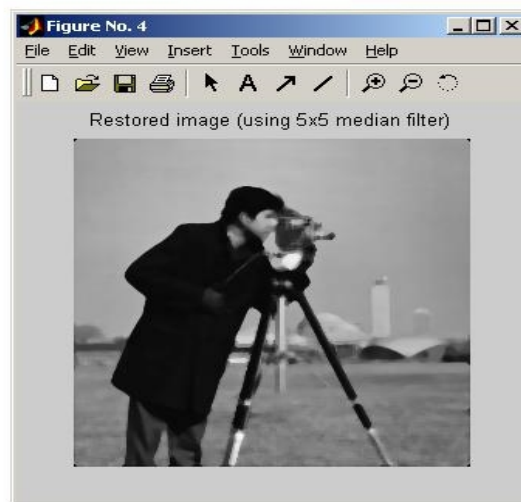 Figure No. 4
File Edit View Insert Tools Window Help
A
Restored image (using 5x5 median filter)